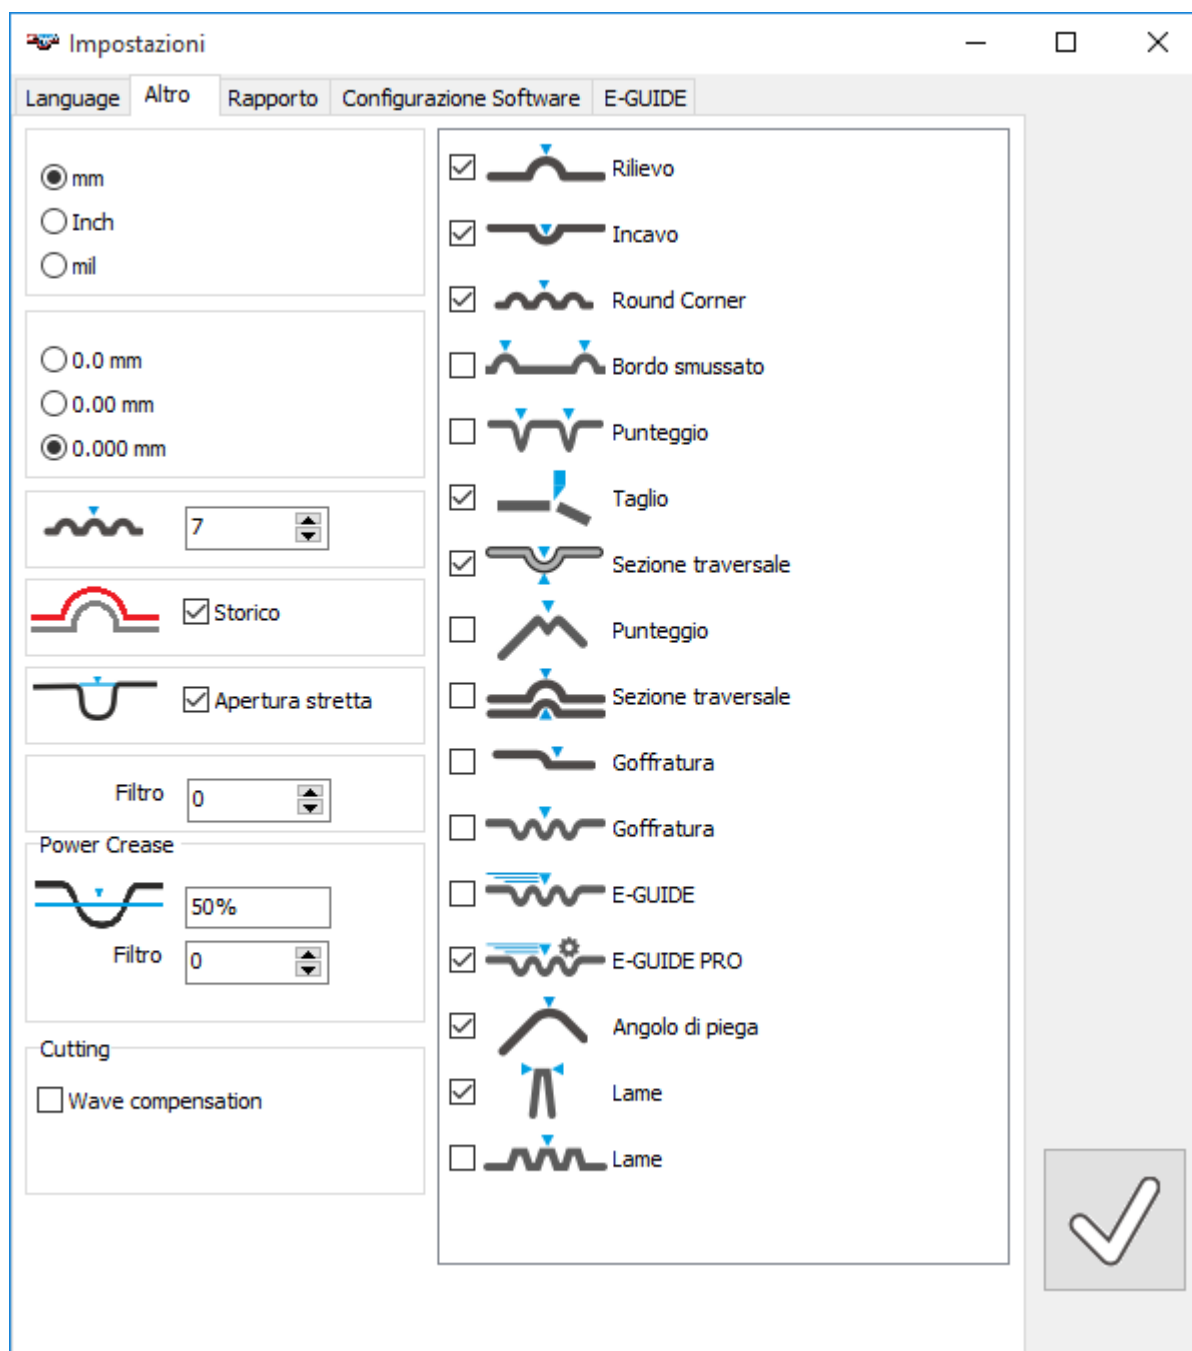 Impostazioni
Language
Altro
Rapporto
Configurazione Software
E-GUIDE
mm
Inch
mil
0.0 mm
0.00 mm
0.000 mm
7
Storico
Apertura stretta
Filtro
0
Power Crease
50%
Filtro
0
Cutting
Wave compensation
Rilievo
Incavo
Round Corner
Bordo smussato
Punteggio
Taglio
Sezione traversale
Punteggio
Sezione traversale
Goffratura
Goffratura
E-GUIDE
E-GUIDE PRO
Angolo di piega
Lame
Lame